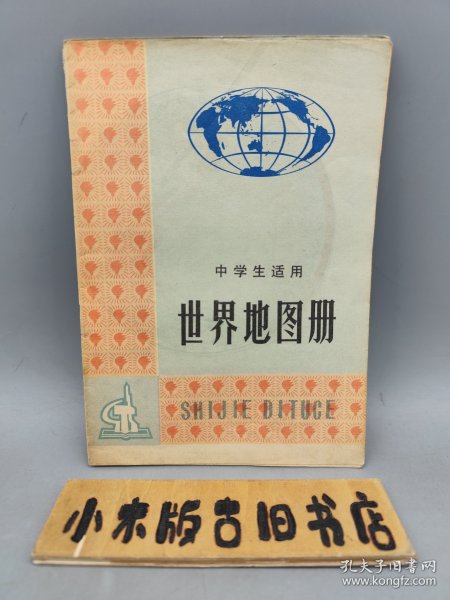 中学生适用
世界地图册
SHIJIE DITUCE
小来版古旧书店
孔夫子旧书网
www.kongfz.com